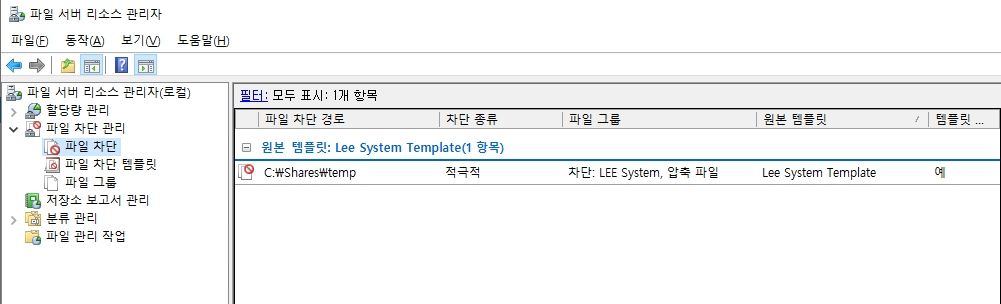 파일 서버 리소스 관리자
파일(F) 동작(A) 보기(V) 도움말(H)
파일 서버 리소스 관리자(로컬)
할당량 관리
파일 차단 관리
파일 차단
파일 차단 템플릿
파일 그룹
저장소 보고서 관리
분류 관리
파일 관리 작업
필터: 모두 표시: 1개 항목
파일 차단 경로 차단 종류 파일 그룹 원본 템플릿 템플릿 ...
원본 템플릿: Lee System Template(1 항목)
C:₩Shares₩temp 적극적 차단: LEE System, 압축 파일 Lee System Template 예